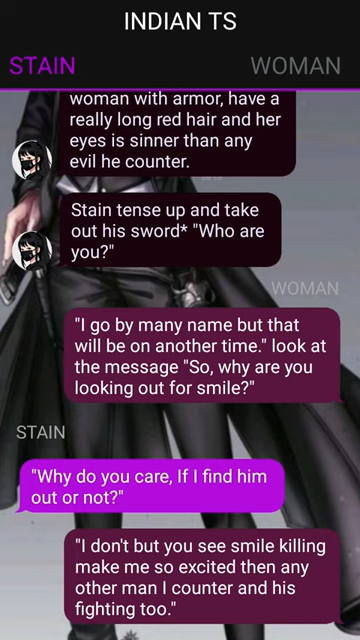 INDIAN TS
STAIN
WOMAN
woman with armor, have a
really long red hair and her
eyes is sinner than any
evil he counter.
Stain tense up and take
out his sword* "Who are
you?"
WOMAN
"I go by many name but that
will be on another time." look at
the message "So, why are you
looking out for smile?"
STAIN
"Why do you care, If I find him
out or not?"
"I don't but you see smile killing
make me so excited then any
other man I counter and his
fighting too."